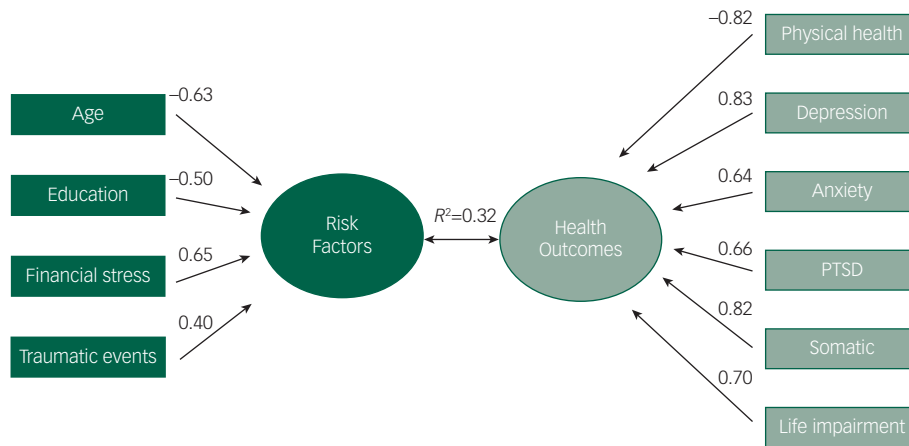 −0.63
Age
−0.50
Education
0.65
Financial stress
0.40
Traumatic events
Risk
Factors
R²=0.32
Health
Outcomes
−0.82
Physical health
0.83
Depression
0.64
Anxiety
0.66
PTSD
0.82
Somatic
0.70
Life impairment